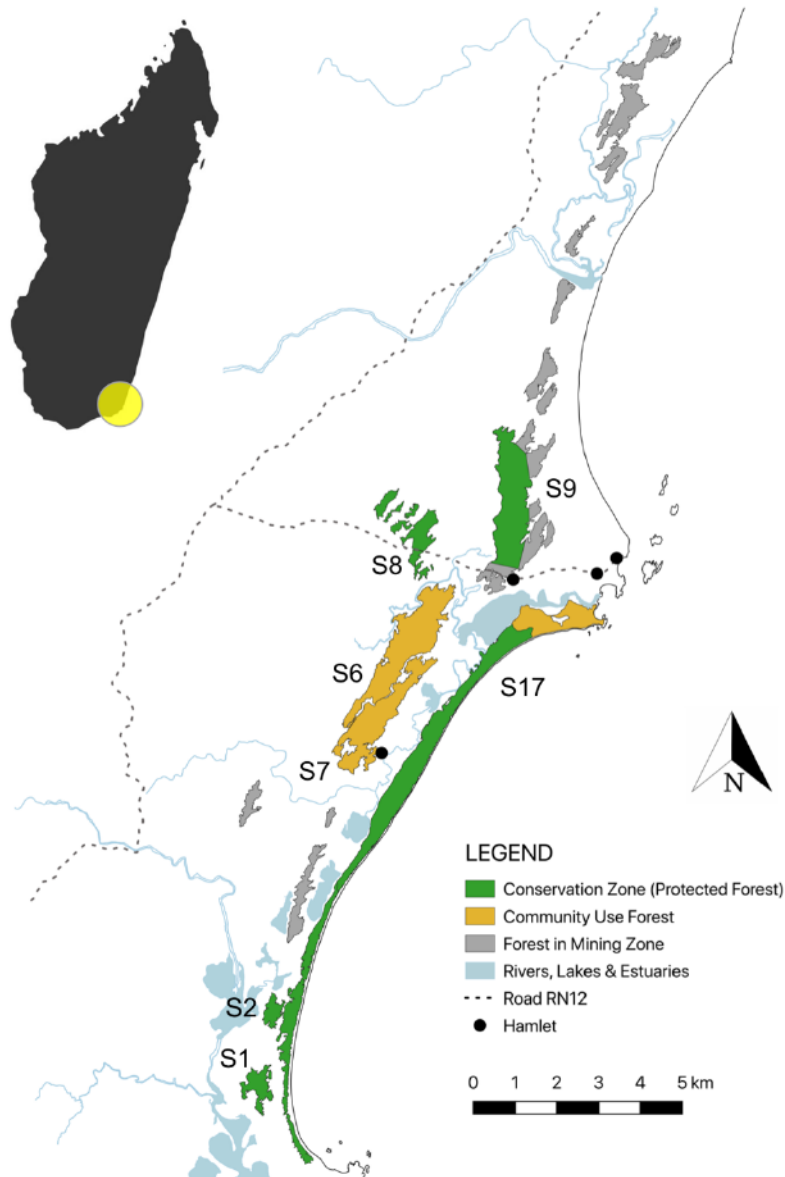 S9
S8
S6
S17
S7
N
LEGEND
Conservation Zone (Protected Forest)
Community Use Forest
Forest in Mining Zone
Rivers, Lakes & Estuaries
Road RN12
Hamlet
S2
S1
0 1 2 3 4 5 km